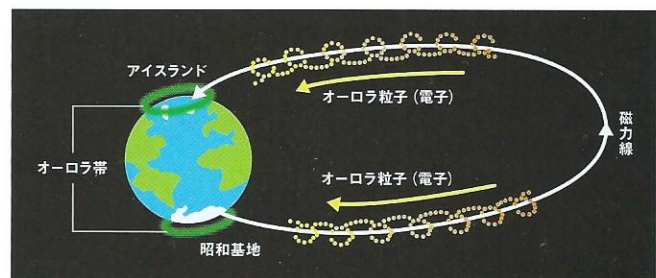 アイスランド
オーロラ粒子(電子)
磁力線
オーロラ帯
オーロラ粒子(電子)
昭和基地